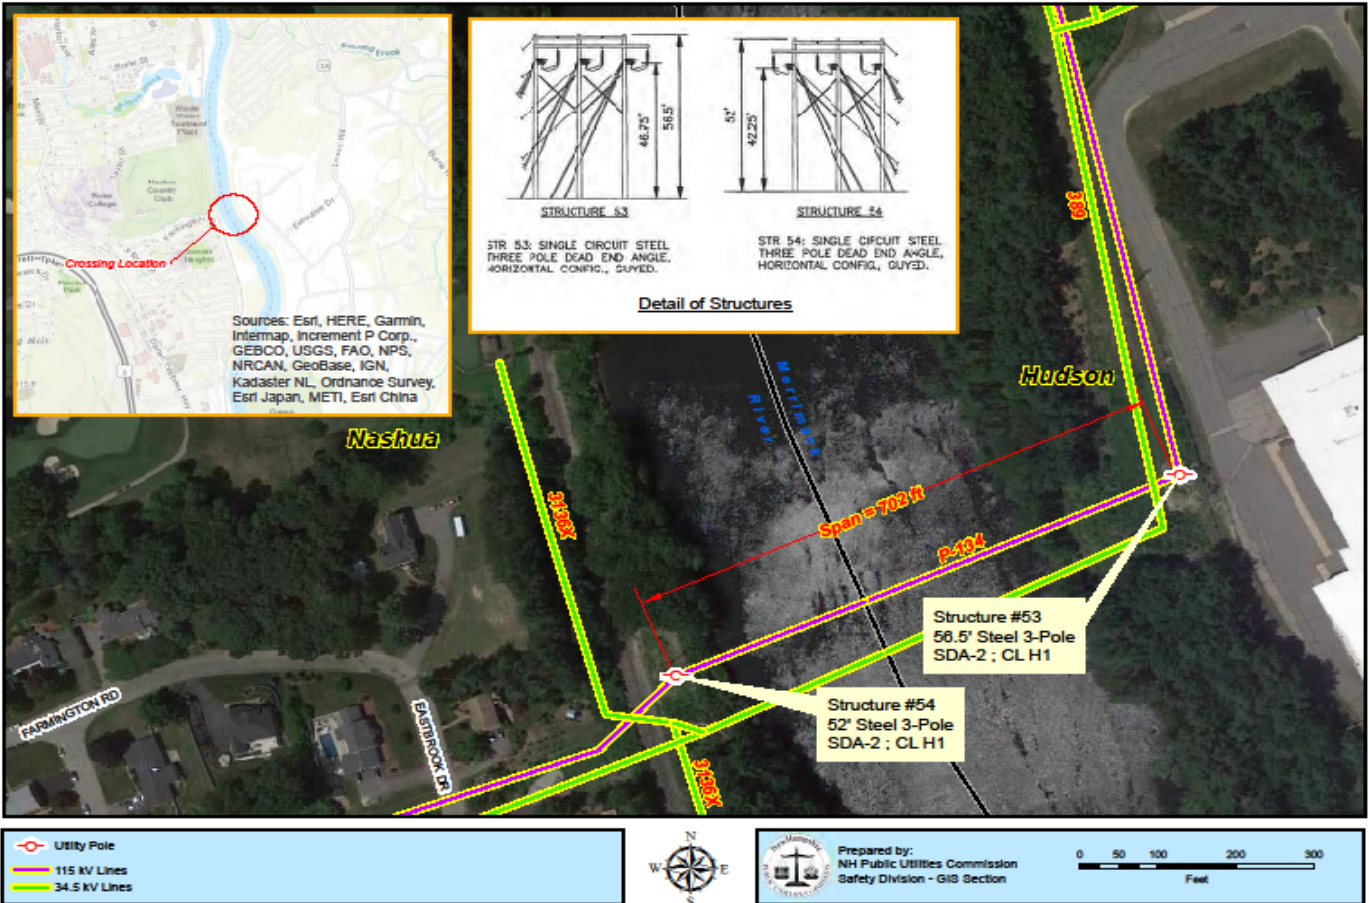 Crossing Location
Sources: Esri, HERE, Garmin,
Intermap, increment P Corp.,
GEBCO, USGS, FAO, NPS,
NRCAN, GeoBase, IGN,
Kadaster NL, Ordnance Survey,
Esri Japan, METI, Esri China
46.75'
56.5'
52'
42.25'
STRUCTURE 53
STRUCTURE 54
STR 53: SINGLE CIRCUIT STEEL
THREE POLE DEAD END ANGLE,
HORIZONTAL CONFIG., GUYED.
STR 54: SINGLE CIRCUIT STEEL
THREE POLE DEAD END ANGLE,
HORIZONTAL CONFIG., GUYED.
Detail of Structures
389
Hudson
Nashua
Merrimack
River
3136X
Span = 702 ft
P-134
Structure #53
56.5' Steel 3-Pole
SDA-2 ; CL H1
Structure #54
52' Steel 3-Pole
SDA-2 ; CL H1
FARMINGTON RD
EASTBROOK DR
3136X
Utility Pole
115 kV Lines
34.5 kV Lines
N
W E
S
Prepared by:
NH Public Utilities Commission
Safety Division - GIS Section
0 50 100 200 300
Feet